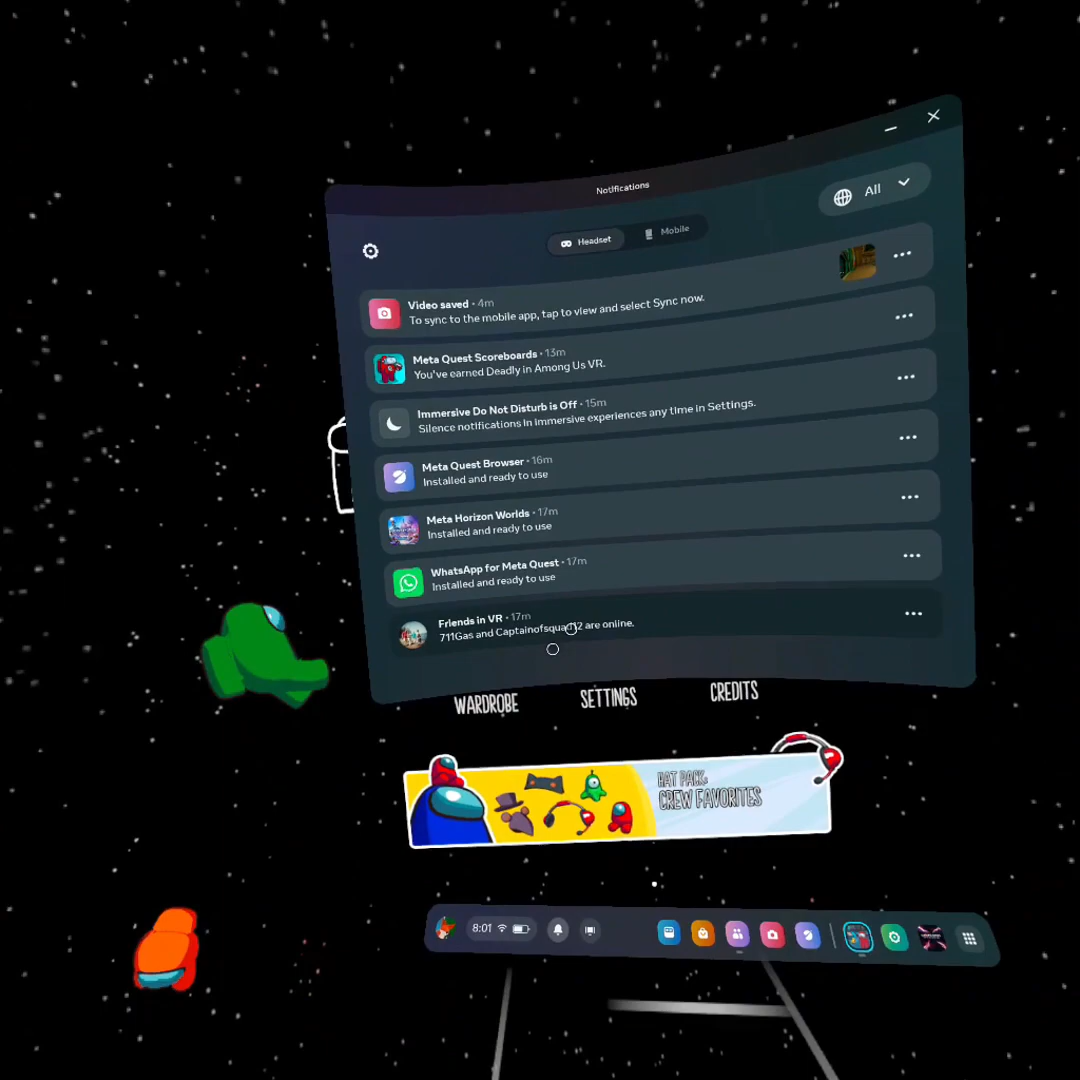 Notifications
All
Headset
Mobile
Video saved • 4m
To sync to the mobile app, tap to view and select Sync now.
Meta Quest Scoreboards • 13m
You've earned Deadly in Among Us VR.
Immersive Do Not Disturb is Off • 15m
Silence notifications in immersive experiences any time in Settings.
Meta Quest Browser • 16m
Installed and ready to use
Meta Horizon Worlds • 17m
Installed and ready to use
WhatsApp for Meta Quest • 17m
Installed and ready to use
Friends in VR • 17m
711Gas and Captainofsquad12 are online.
WARDROBE
SETTINGS
CREDITS
HAT PACK:
CREW FAVORITES
8:01